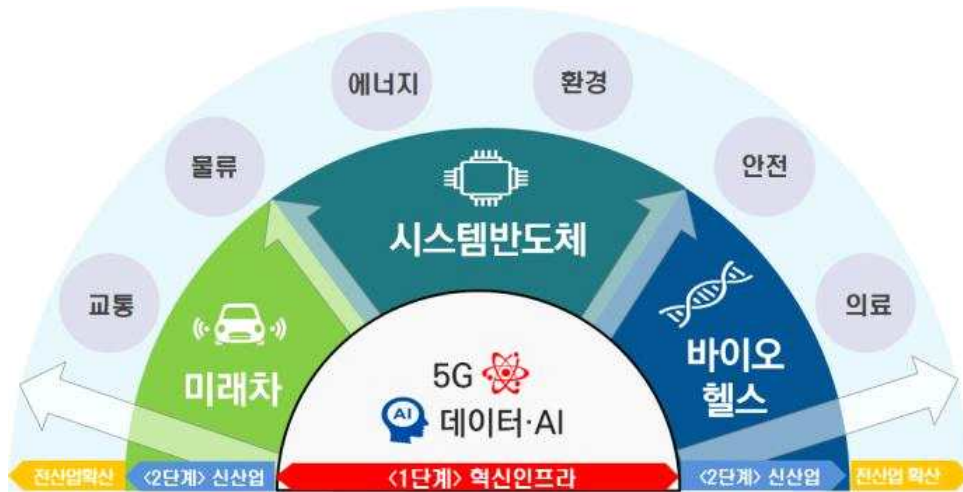 에너지
환경
물류
안전
시스템반도체
교통
의료
미래차
바이오
헬스
5G
AI
데이터·AI
전산업확산
<2단계> 신산업
<1단계> 혁신인프라
<2단계> 신산업
전산업 확산